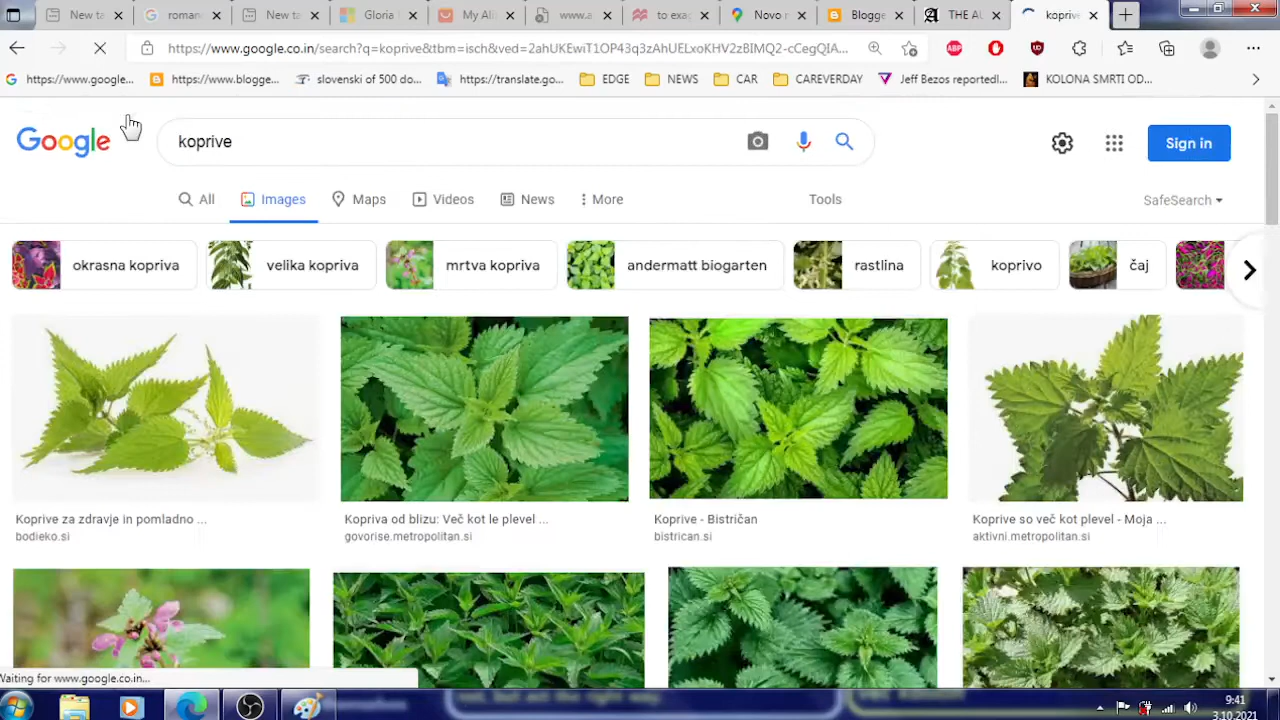 New ta
roman
New ta
Gloria
My Ali
www.a
to exag
Novo r
Blogge
THE AU
koprive
https://www.google.co.in/search?q=koprive&tbm=isch&ved=2ahUKEwiT1OP43q3zAhUELxoKHV2zBIMQ2-cCegQIA...
https://www.google...
https://www.blogge...
slovenski of 500 do...
https://translate.go...
EDGE
NEWS
CAR
CAREVERDAY
Jeff Bezos reportedl...
KOLONA SMRTI OD...
Google
koprive
Sign in
All
Images
Maps
Videos
News
More
Tools
SafeSearch
okrasna kopriva
velika kopriva
mrtva kopriva
andermatt biogarten
rastlina
koprivo
čaj
Koprive za zdravje in pomladno ...
bodieko.si
Kopriva od blizu: Več kot le plevel ...
govorise.metropolitan.si
Koprive - Bistričan
bistrican.si
Koprive so več kot plevel - Moja ...
aktivni.metropolitan.si
Waiting for www.google.co.in...
9:41
3.10.2021